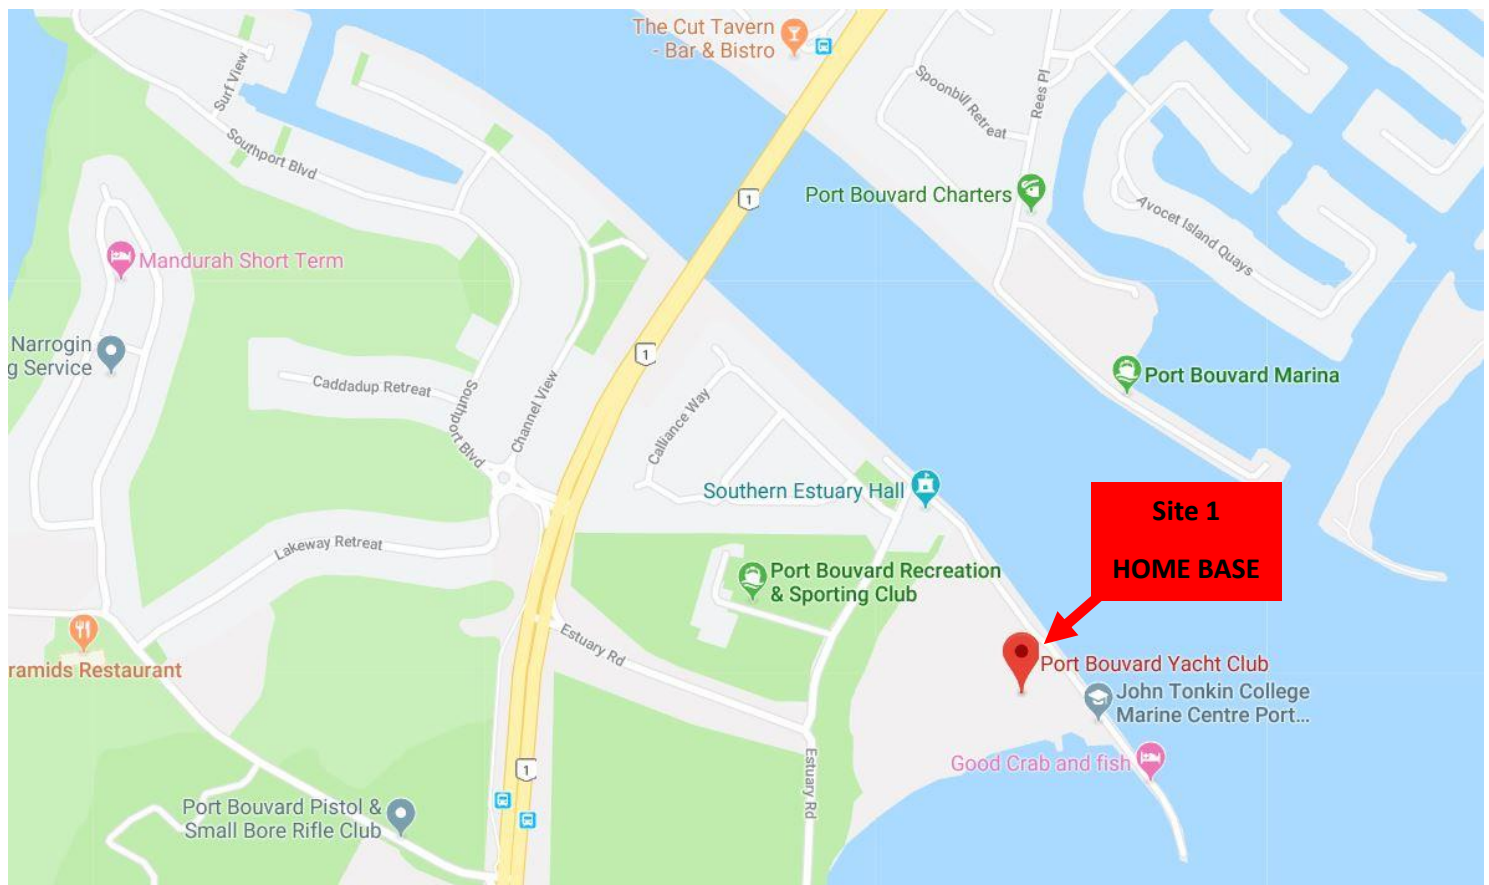 The Cut Tavern
- Bar & Bistro
Surf View
Southport Blvd
Spoonbill Retreat
Rees Pl
1
Port Bouvard Charters
Avocet Island Quays
Mandurah Short Term
Narrogin
g Service
1
Caddadup Retreat
Southport Blvd
Channel View
Calliance Way
Port Bouvard Marina
Southern Estuary Hall
Site 1
HOME BASE
Lakeway Retreat
Port Bouvard Recreation
& Sporting Club
Estuary Rd
ramids Restaurant
Port Bouvard Yacht Club
John Tonkin College
Marine Centre Port...
Good Crab and fish
1
Estuary Rd
Port Bouvard Pistol &
Small Bore Rifle Club